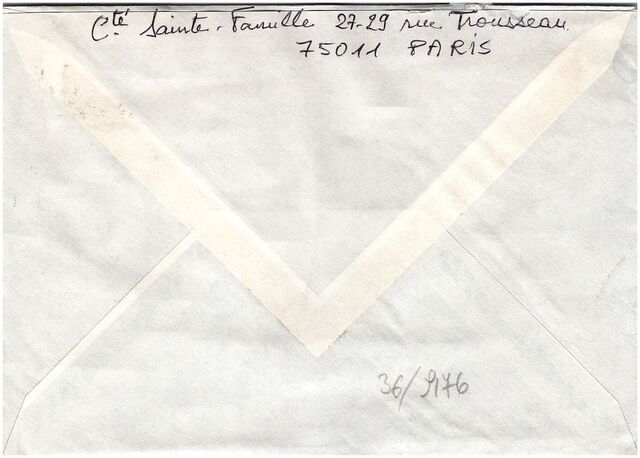 Cté Sainte-Famille 27-29 rue Trousseau
75011 PARIS
36/9176